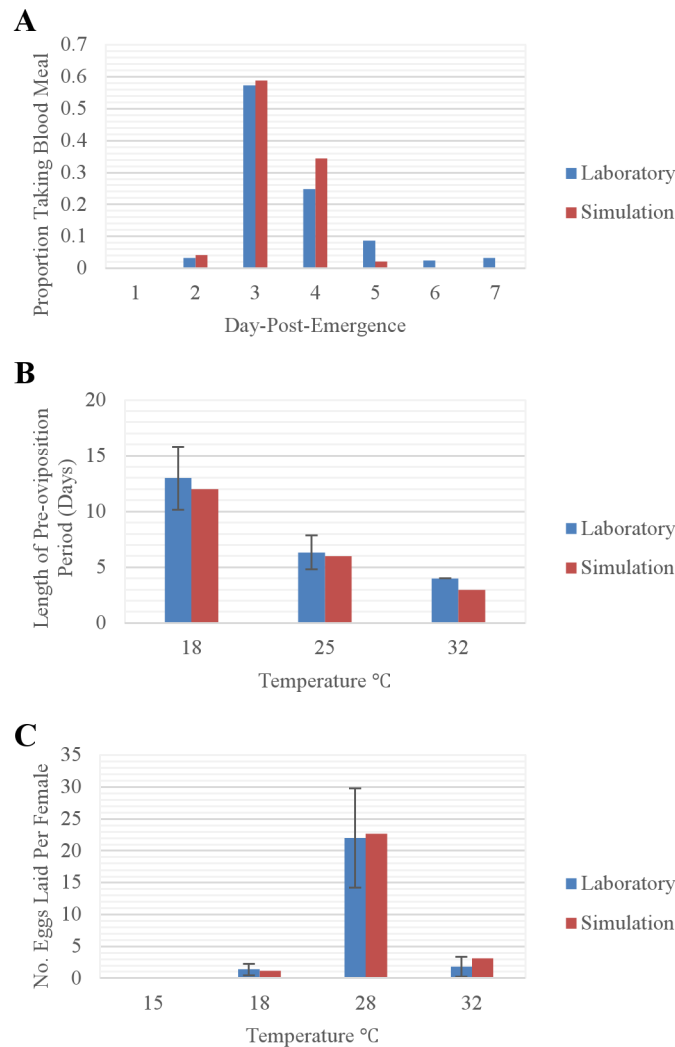 A
Proportion Taking Blood Meal
0.7
0.6
0.5
0.4
0.3
0.2
0.1
0
1 2 3 4 5 6 7
Day-Post-Emergence
Laboratory
Simulation
B
Length of Pre-oviposition
Period (Days)
20
15
10
5
0
18 25 32
Temperature ℃
Laboratory
Simulation
C
No. Eggs Laid Per Female
35
30
25
20
15
10
5
0
15 18 28 32
Temperature ℃
Laboratory
Simulation